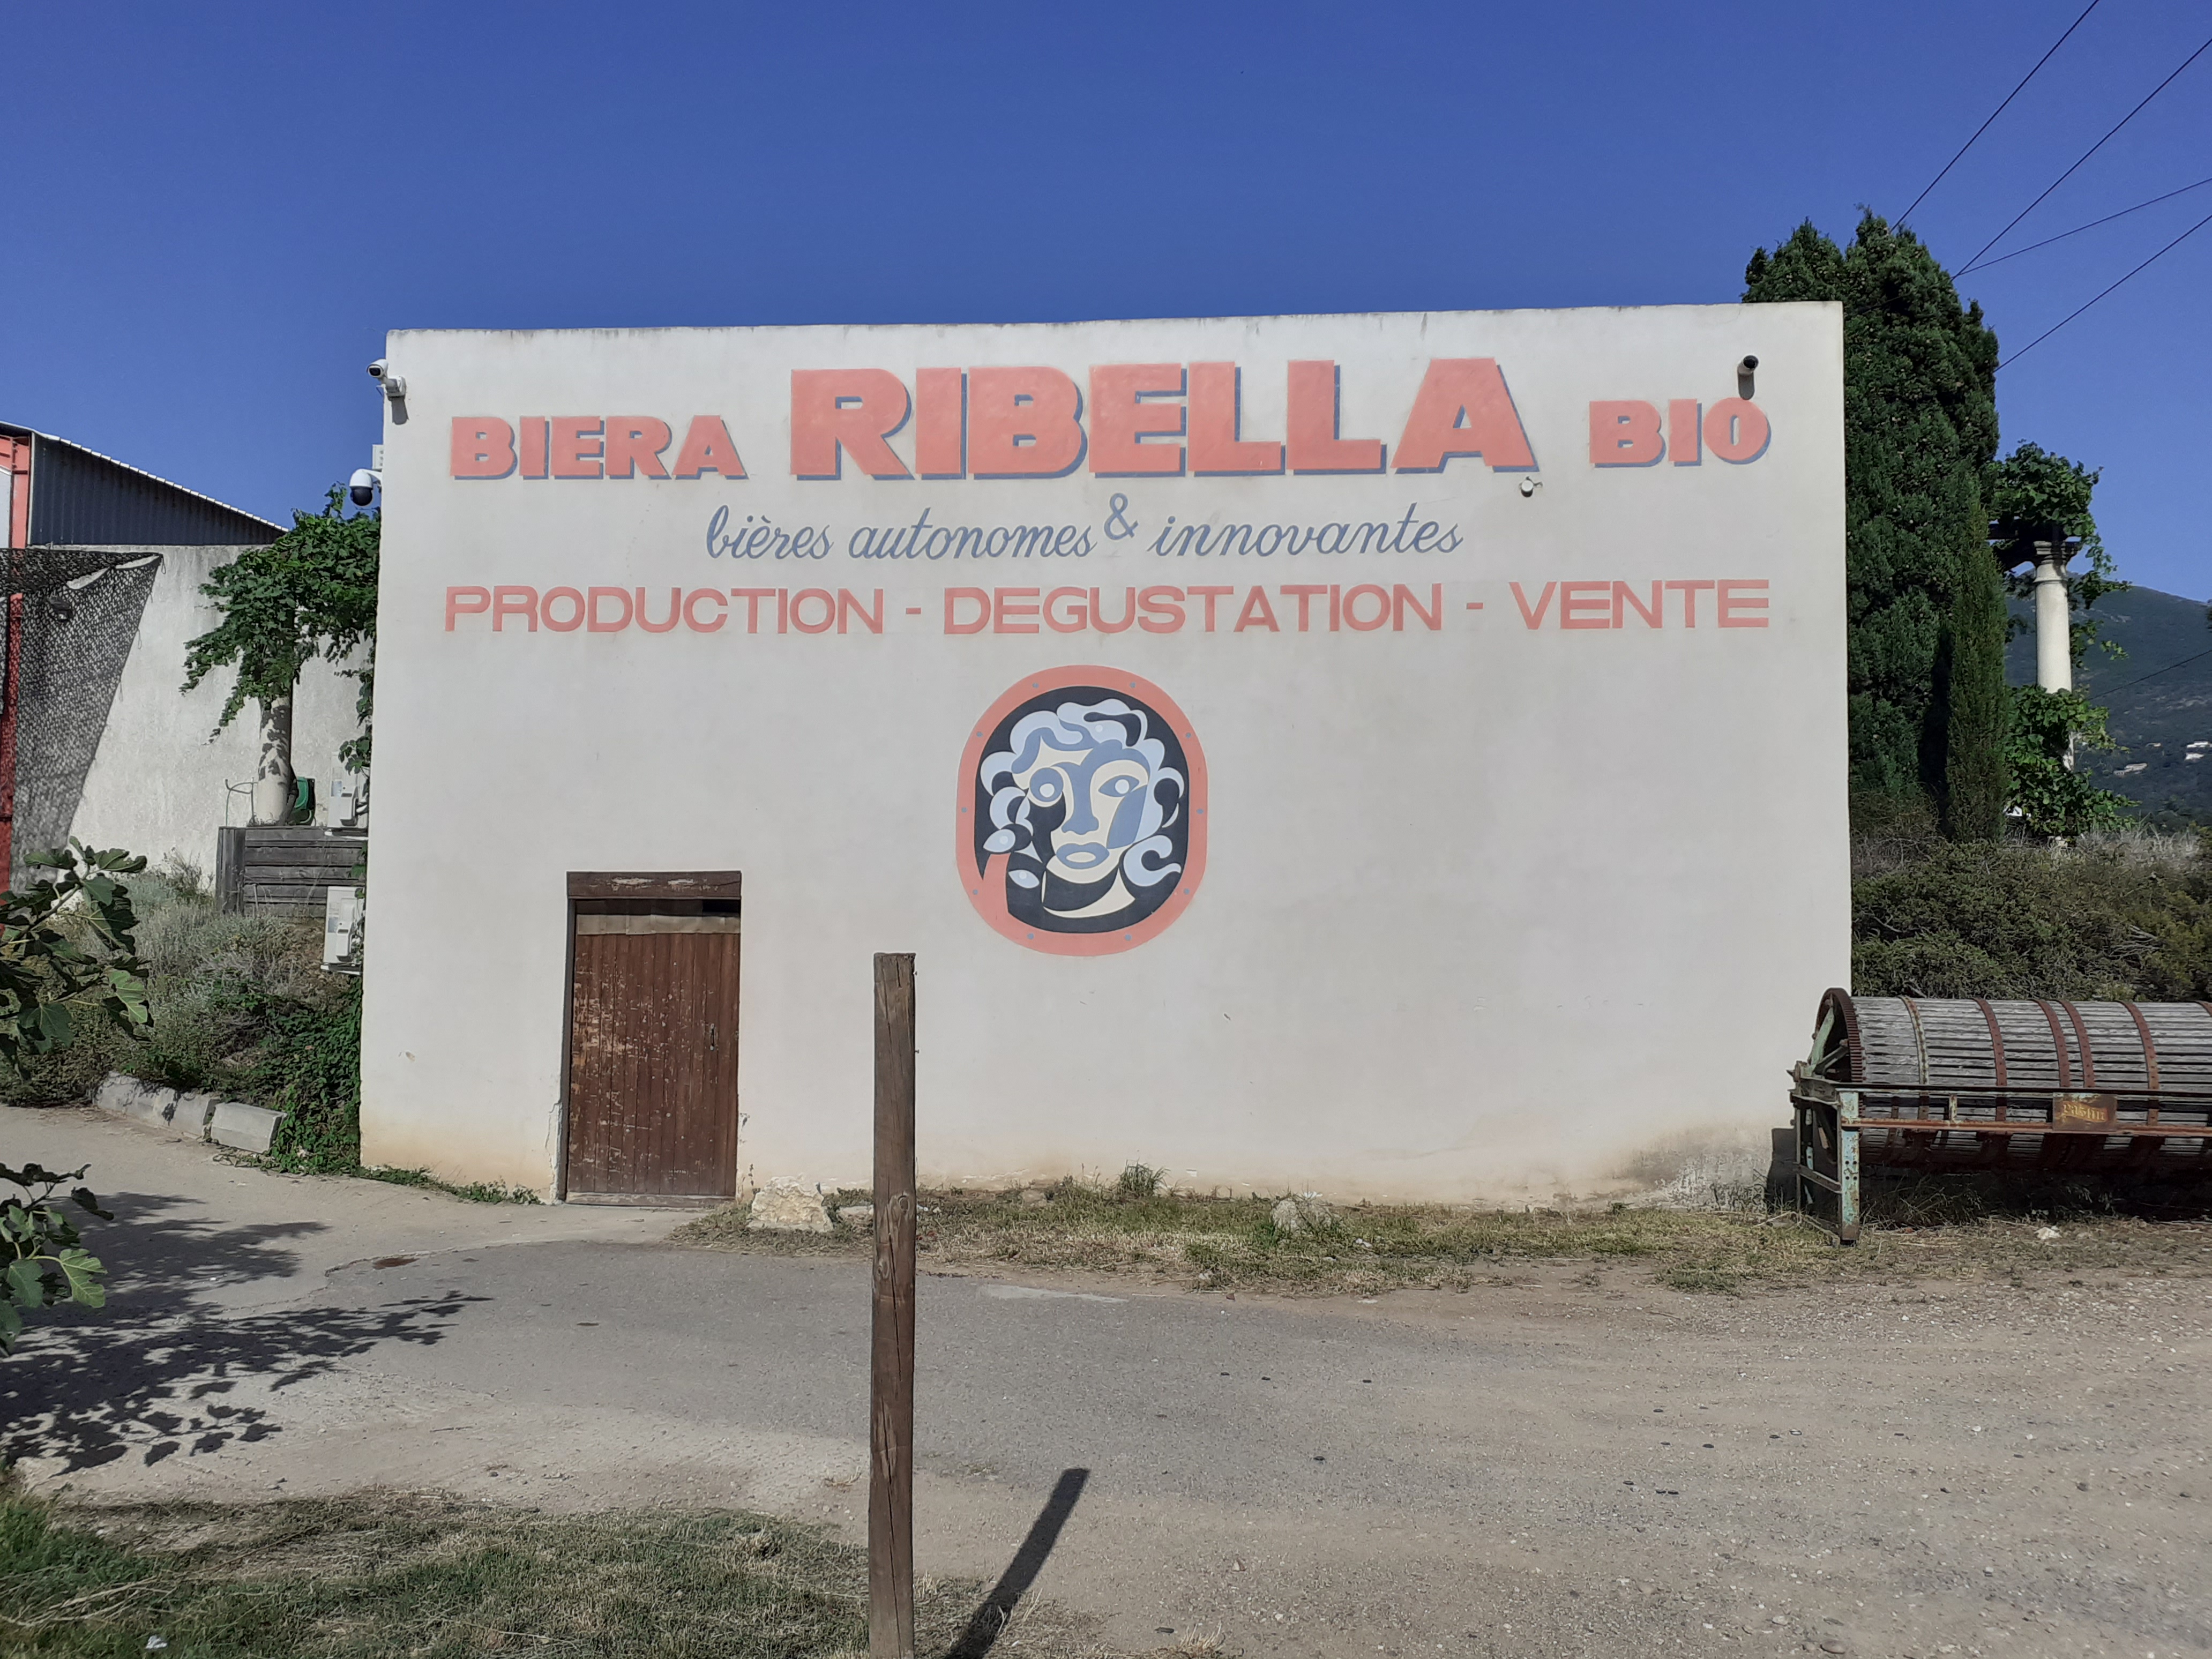 BIERA RIBELLA BIO
bières autonomes & innovantes
PRODUCTION - DEGUSTATION - VENTE